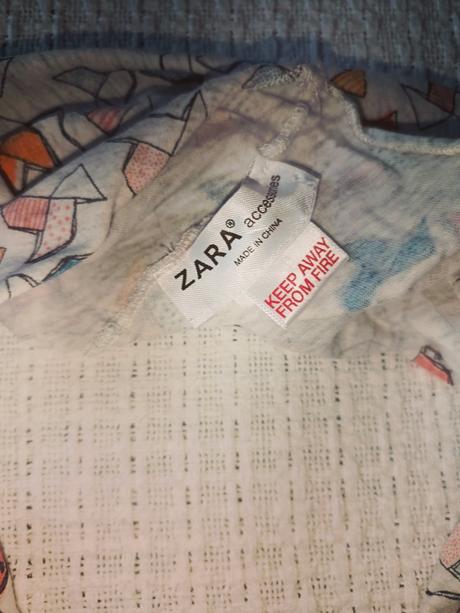 ZARA® accessories
MADE IN CHINA
KEEP AWAY
FROM FIRE